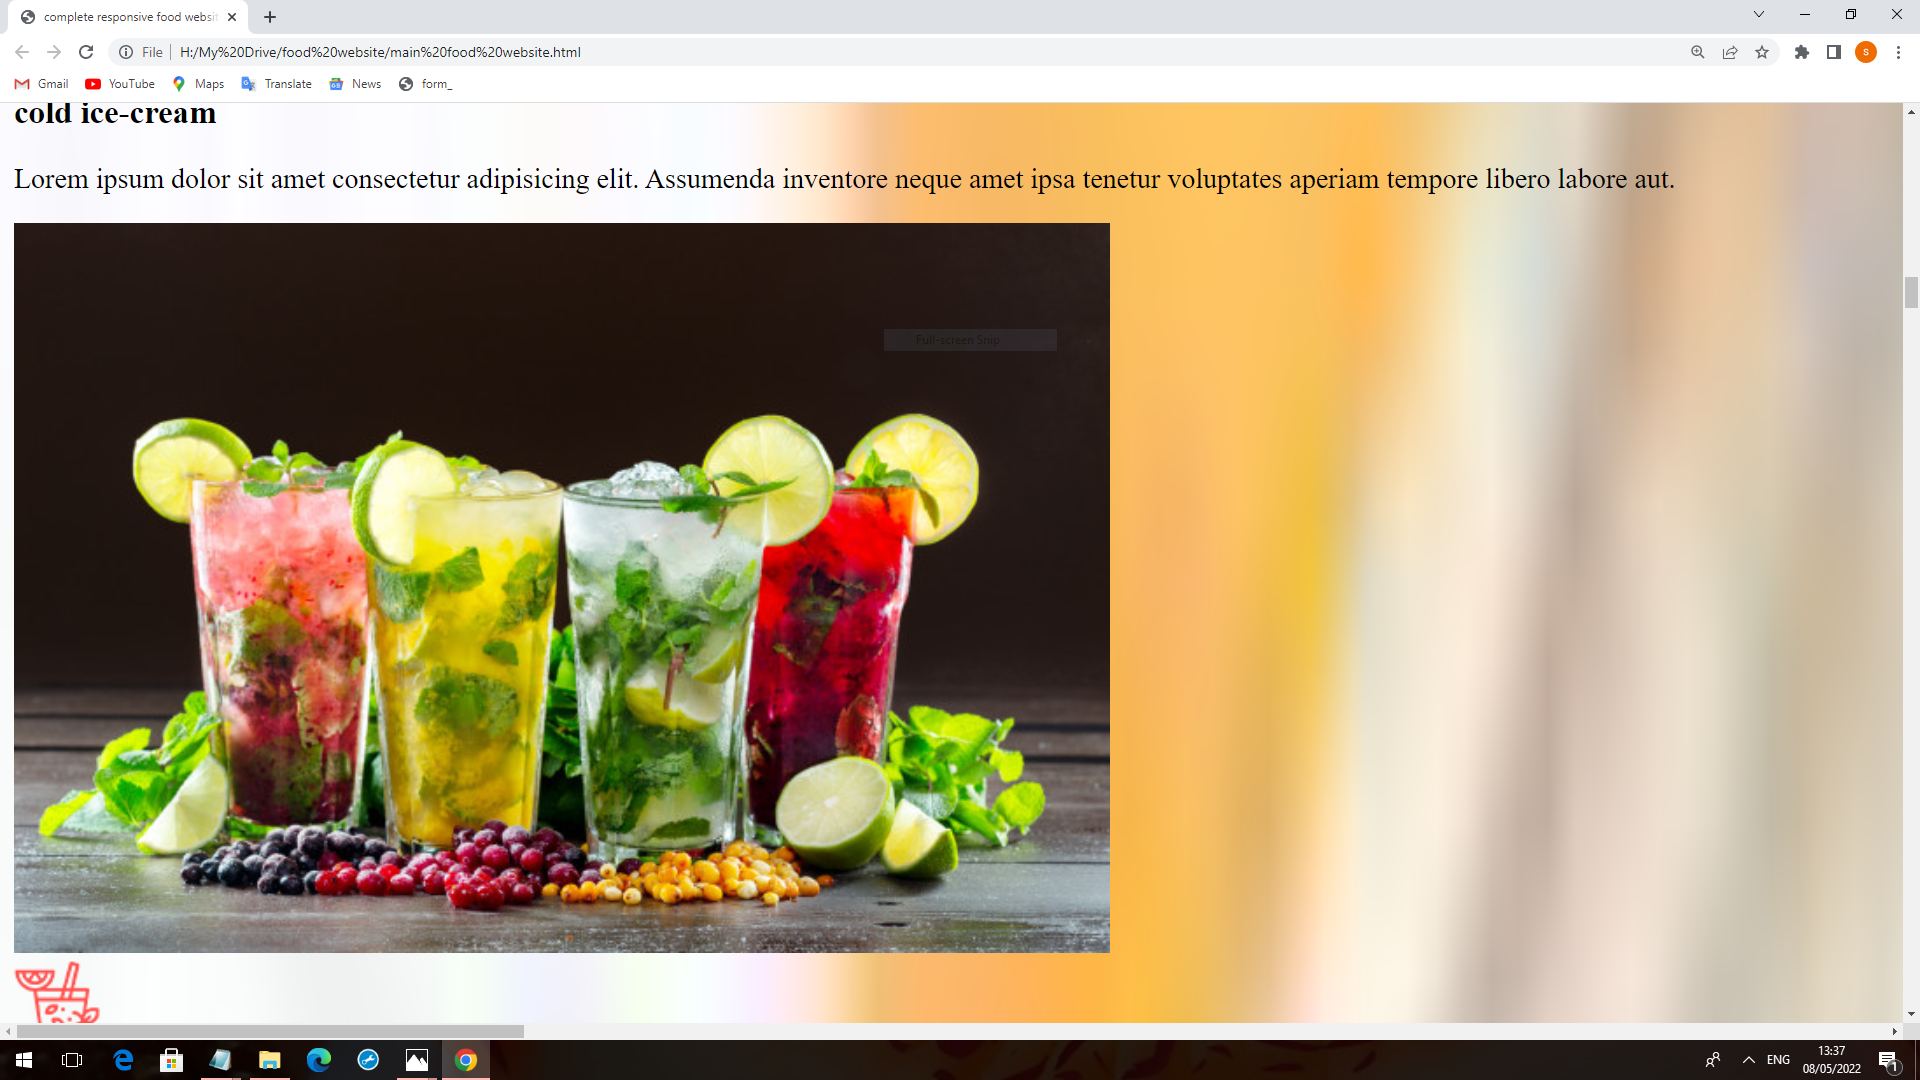 complete responsive food websit
File
H:/My%20Drive/food%20website/main%20food%20website.html
s
Gmail
YouTube
Maps
Translate
News
form_
cold ice-cream
Lorem ipsum dolor sit amet consectetur adipisicing elit. Assumenda inventore neque amet ipsa tenetur voluptates aperiam tempore libero labore aut.
Full-screen Snip
ENG
13:37
08/05/2022
1